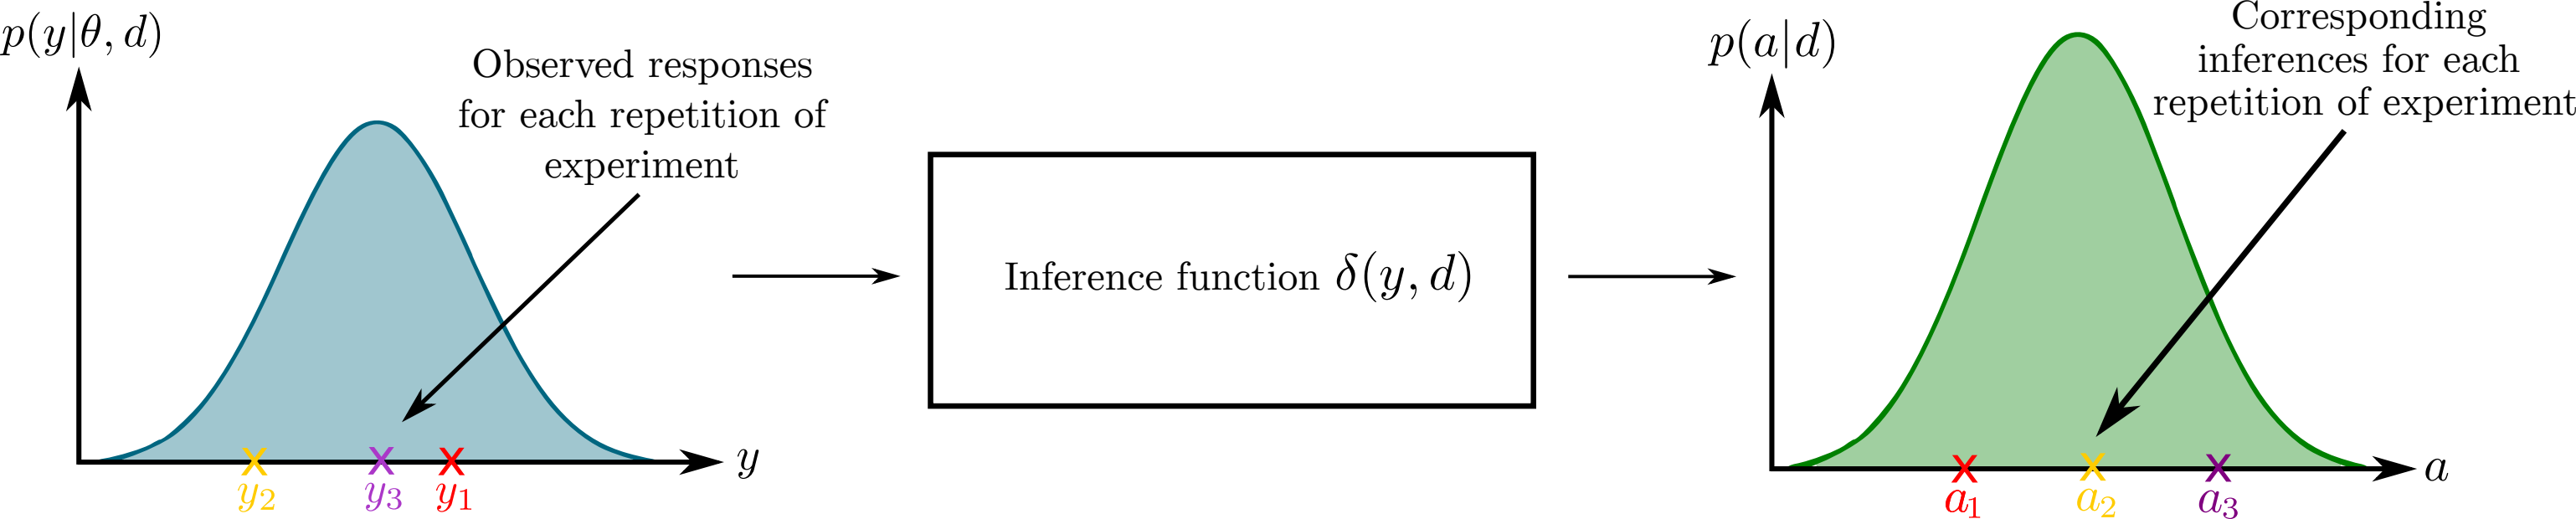 p(y|θ, d)
Observed responses
for each repetition of
experiment
y
y₂
y₃
y₁
Inference function δ(y, d)
p(a|d)
Corresponding
inferences for each
repetition of experiment
a
a₁
a₂
a₃